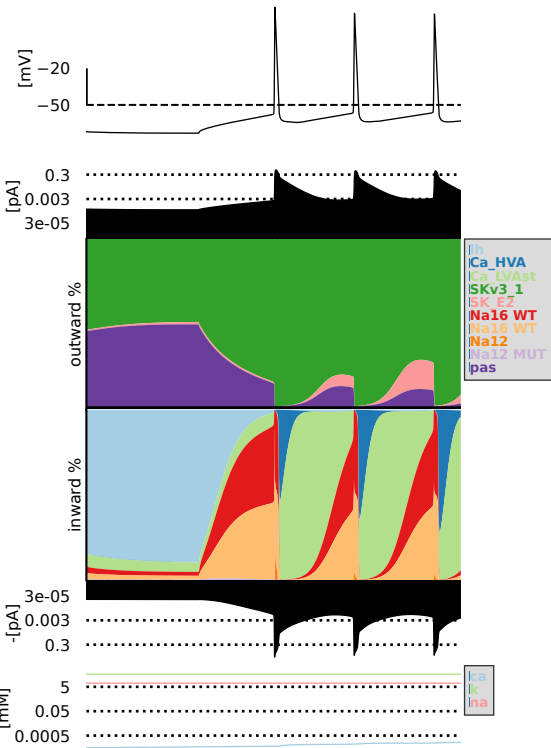 [mV]
−20
−50
[pA]
0.3
0.003
3e-05
outward %
Ih
Ca_HVA
Ca_LVAst
SKv3_1
SK_E2
Na16 WT
Na16 WT
Na12
Na12 MUT
pas
inward %
-[pA]
3e-05
0.003
0.3
[mM]
5
0.05
0.0005
ca
k
na